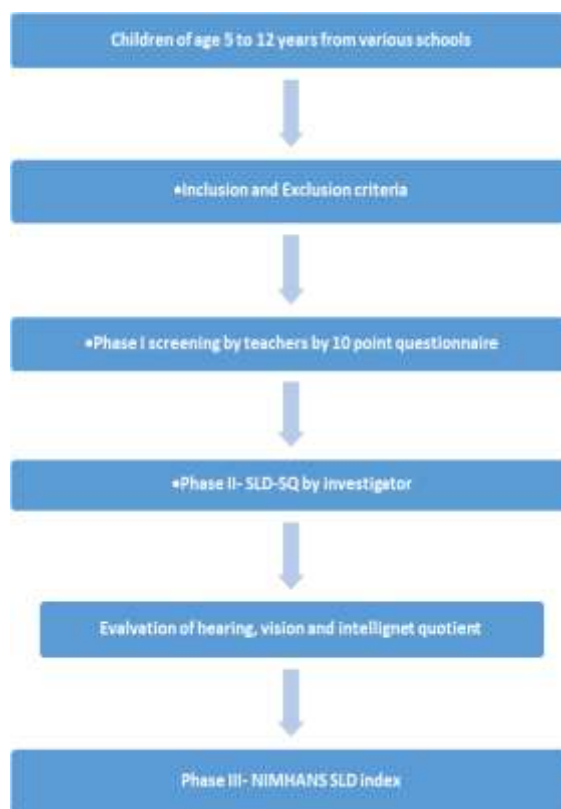 Children of age 5 to 12 years from various schools
•Inclusion and Exclusion criteria
•Phase I screening by teachers by 10 point questionnaire
•Phase II- SLD-SQ by investigator
Evalvation of hearing, vision and intellignet quotient
Phase III- NIMHANS SLD index